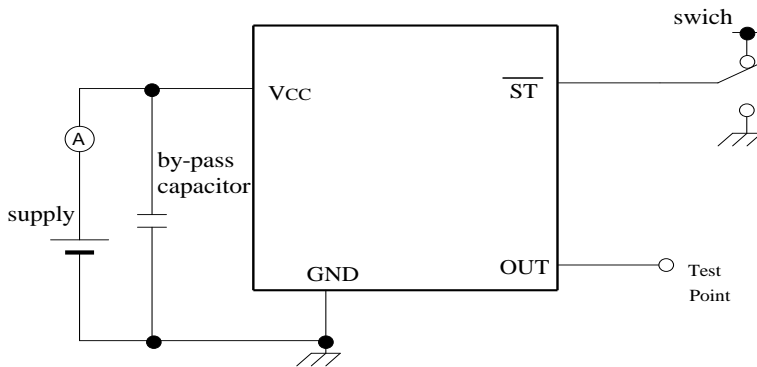 swich
VCC
ST
A
by-pass
capacitor
supply
GND
OUT
Test
Point